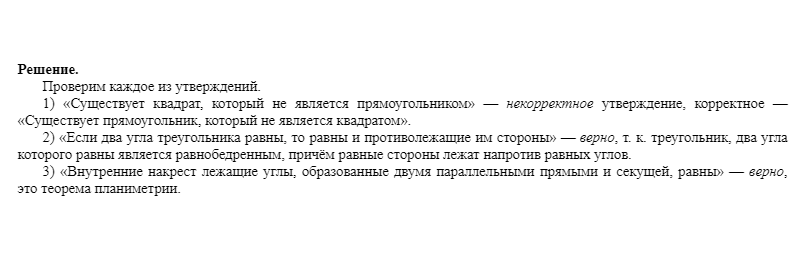 Решение.
Проверим каждое из утверждений.
1) «Существует квадрат, который не является прямоугольником» — некорректное утверждение, корректное —
«Существует прямоугольник, который не является квадратом».
2) «Если два угла треугольника равны, то равны и противолежащие им стороны» — верно, т. к. треугольник, два угла
которого равны является равнобедренным, причём равные стороны лежат напротив равных углов.
3) «Внутренние накрест лежащие углы, образованные двумя параллельными прямыми и секущей, равны» — верно,
это теорема планиметрии.